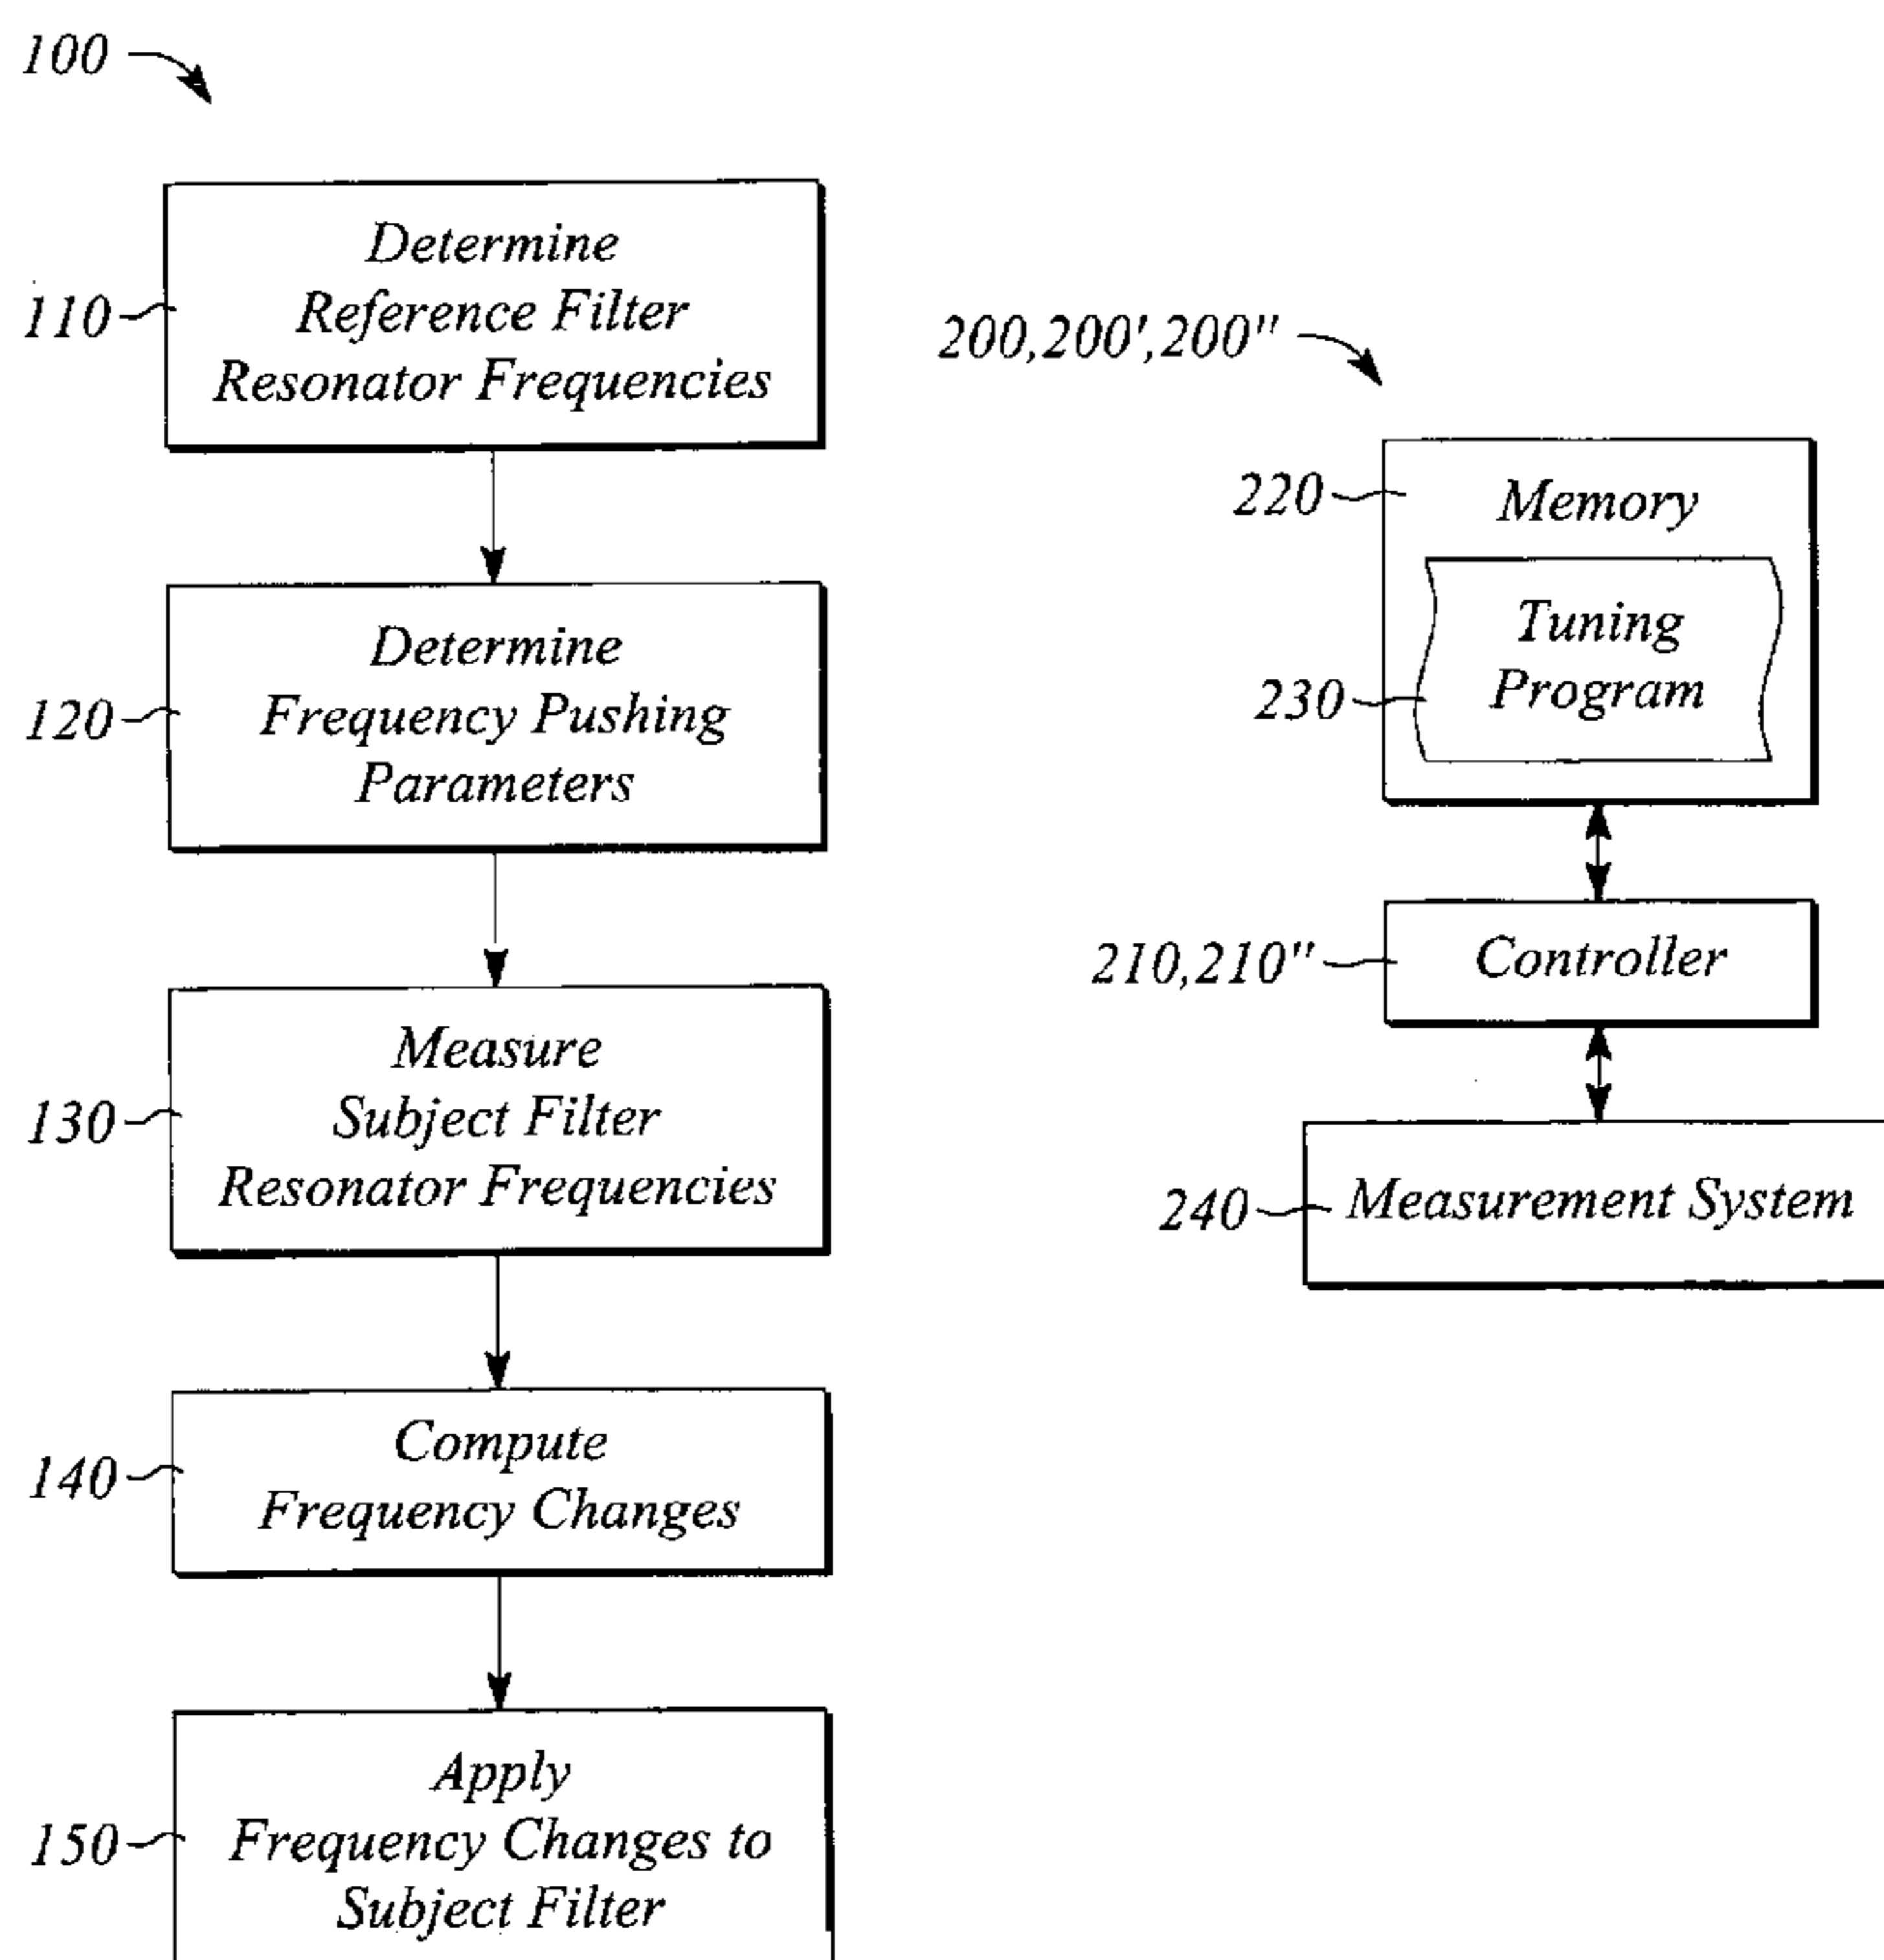 100
110
Determine
Reference Filter
Resonator Frequencies
120
Determine
Frequency Pushing
Parameters
130
Measure
Subject Filter
Resonator Frequencies
140
Compute
Frequency Changes
150
Apply
Frequency Changes to
Subject Filter
200,200',200"
220
Memory
230
Tuning
Program
210,210"
Controller
240
Measurement System